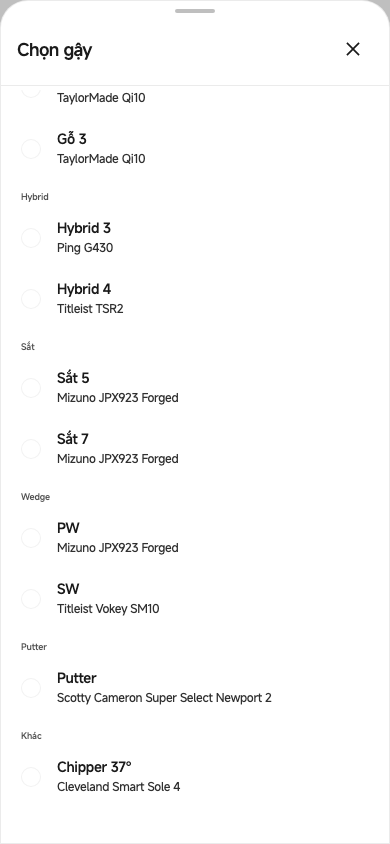 Chọn gậy
TaylorMade Qi10
Gỗ 3
TaylorMade Qi10
Hybrid
Hybrid 3
Ping G430
Hybrid 4
Titleist TSR2
Sắt
Sắt 5
Mizuno JPX923 Forged
Sắt 7
Mizuno JPX923 Forged
Wedge
PW
Mizuno JPX923 Forged
SW
Titleist Vokey SM10
Putter
Putter
Scotty Cameron Super Select Newport 2
Khác
Chipper 37°
Cleveland Smart Sole 4